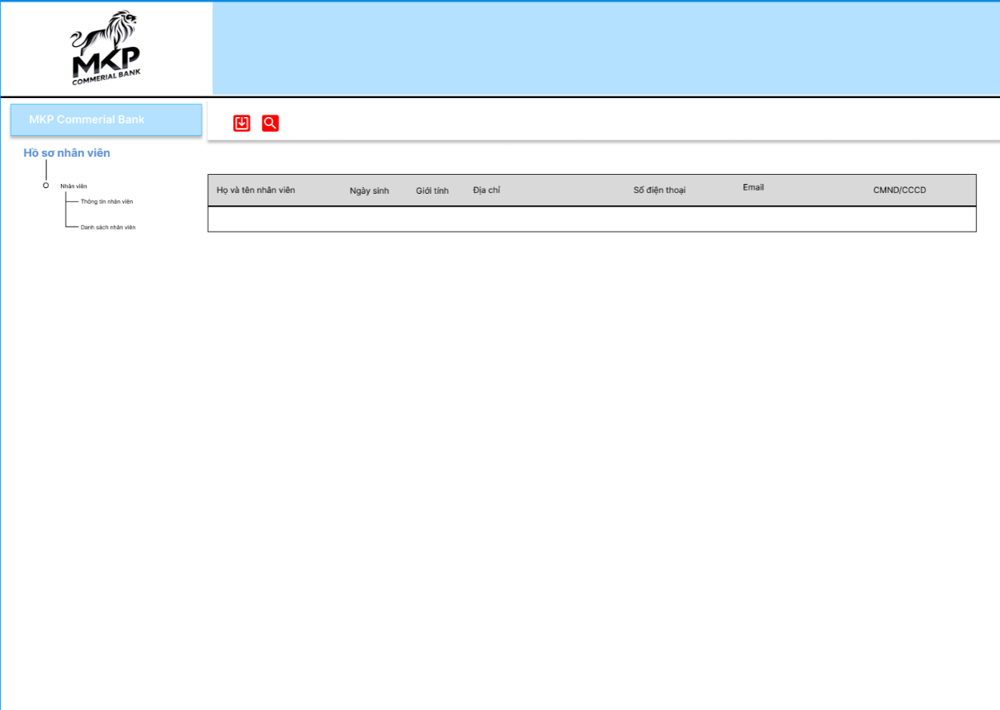 MKP
COMMERIAL BANK
MKP Commerial Bank
Hồ sơ nhân viên
Nhân viên
Thông tin nhân viên
Danh sách nhân viên
Họ và tên nhân viên Ngày sinh Giới tính Địa chỉ Số điện thoại Email CMND/CCCD